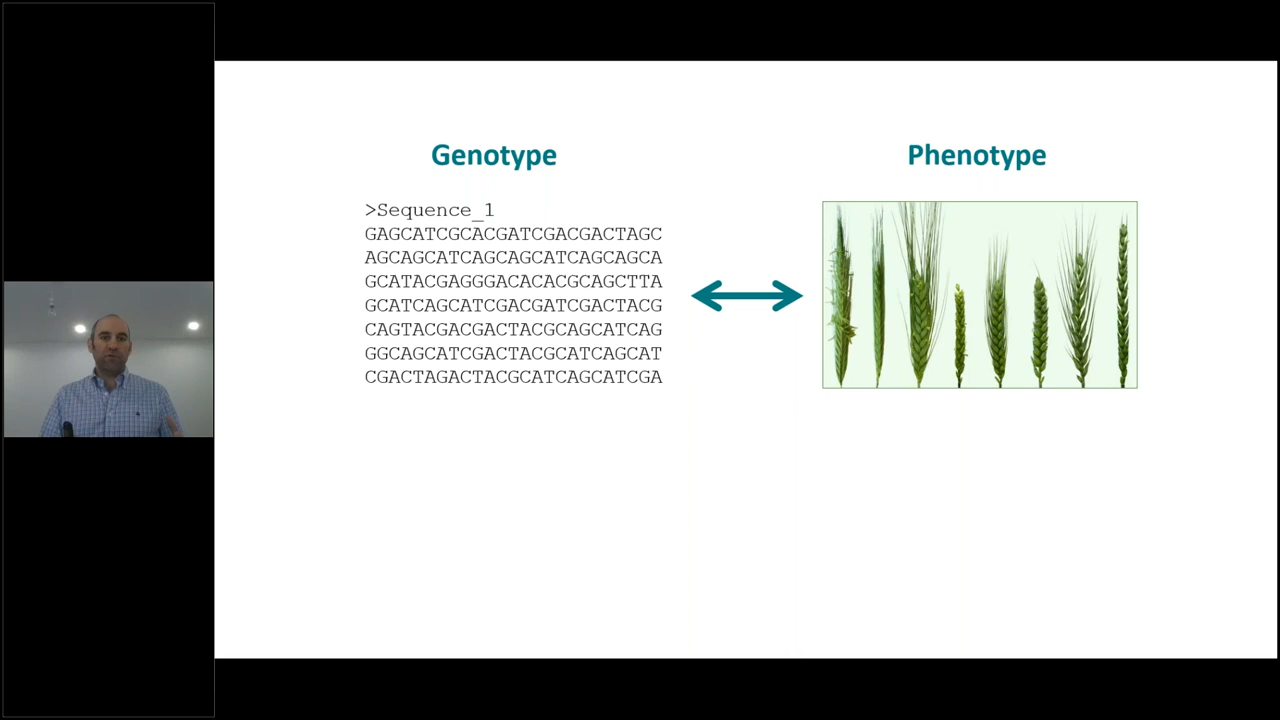 Genotype
Phenotype
>Sequence_1
GAGCATCGCACGATCGACGACTAGC
AGCAGCATCAGCAGCATCAGCAGCA
GCATACGAGGGACACACGCAGCTTA
GCATCAGCATCGACGATCGACTACG
CAGTACGACGACTACGCAGCATCAG
GGCAGCATCGACTACGCATCAGCAT
CGACTAGACTACGCATCAGCATCGA